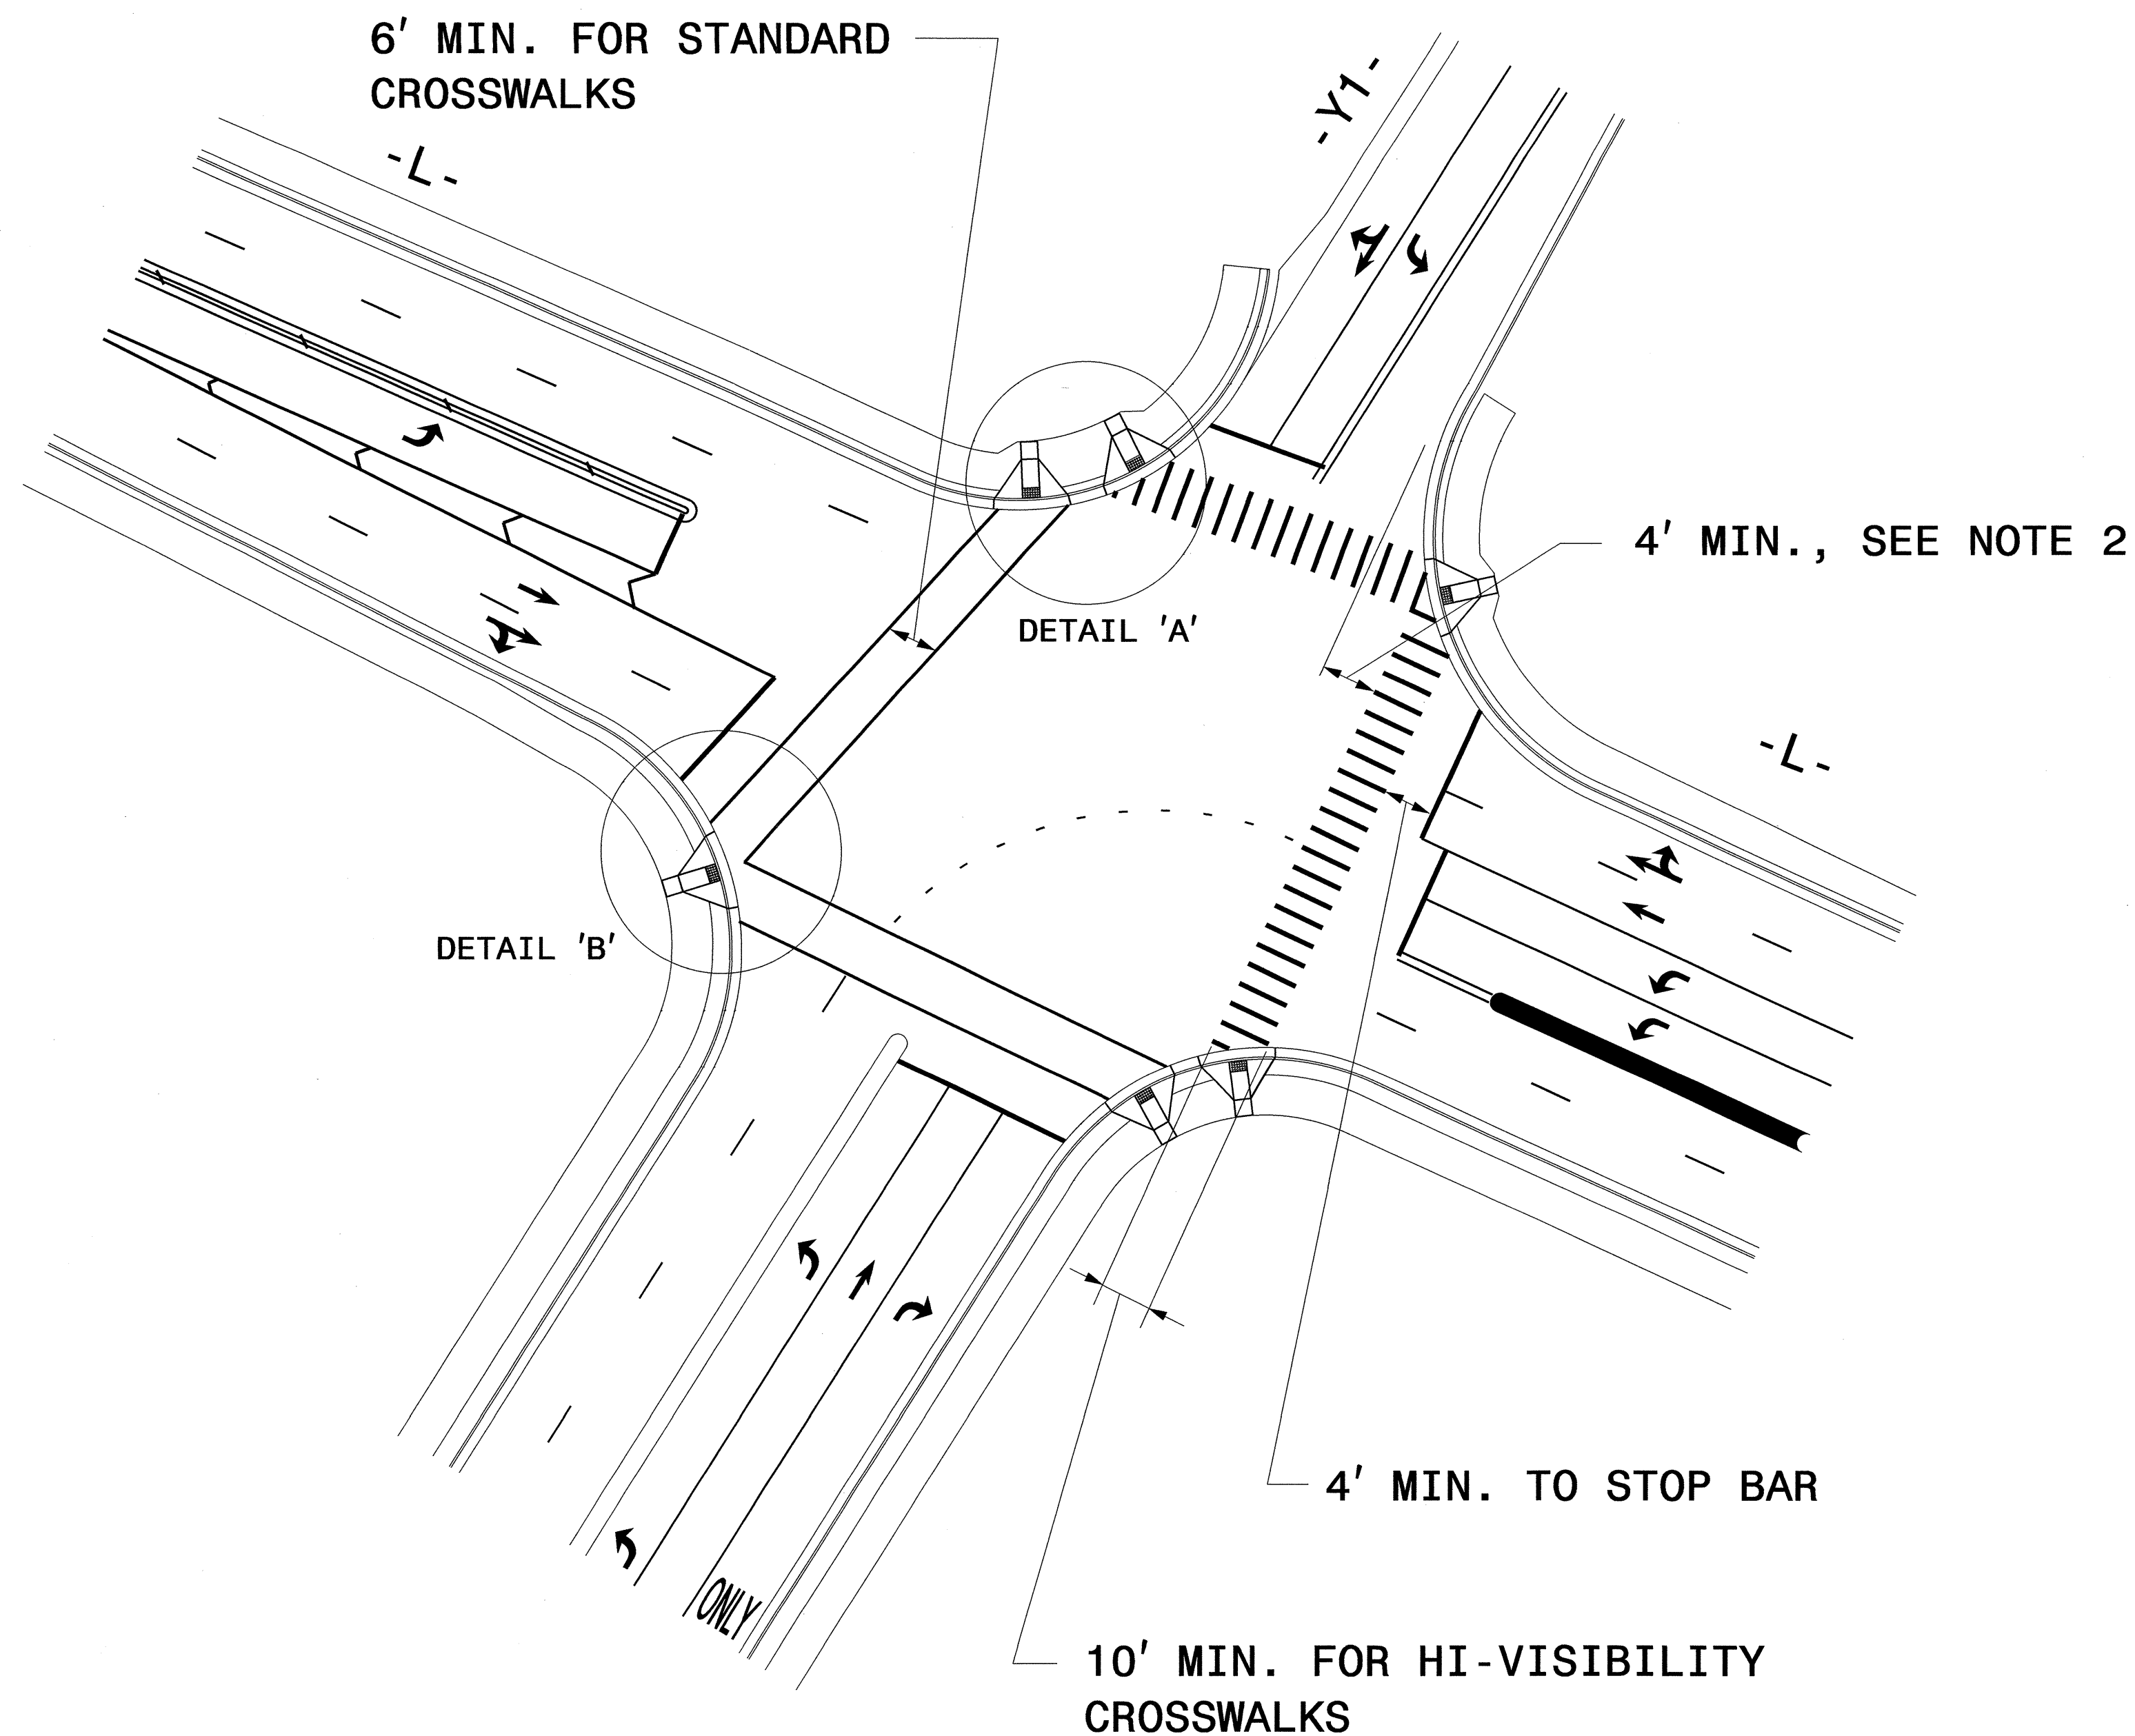 6' MIN. FOR STANDARD
CROSSWALKS
-L-
-Y1-
4' MIN., SEE NOTE 2
DETAIL 'A'
-L-
DETAIL 'B'
4' MIN. TO STOP BAR
ONLY
10' MIN. FOR HI-VISIBILITY
CROSSWALKS